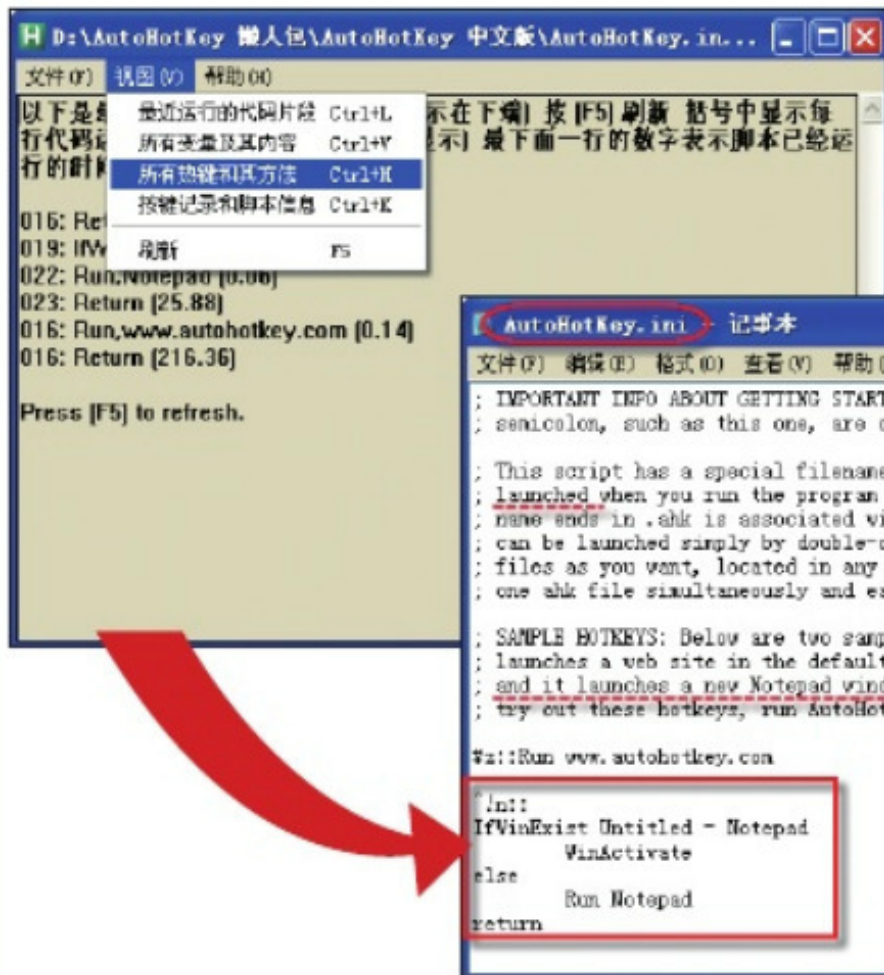 D:\AutoHotKey 懒人包\AutoHotKey 中文版\AutoHotKey.in...
文件(F) 视图(V) 帮助(H)
以下是
最近运行的代码片段 Ctrl+L
示在下端) 按 [F5] 刷新 括号中显示每
行代码运
所有变量及其内容 Ctrl+V
显示) 最下面一行的数字表示脚本已经运
行的时间
所有热键和其方法 Ctrl+H
按键记录和脚本信息 Ctrl+K
刷新 F5
016: Ret
019: IfW
022: Run,Notepad (0.06)
023: Return (25.88)
016: Run,www.autohotkey.com (0.14)
016: Return (216.36)
Press [F5] to refresh.
AutoHotKey.ini - 记事本
文件(F) 编辑(E) 格式(O) 查看(V) 帮助(
; IMPORTANT INFO ABOUT GETTING START
; semicolon, such as this one, are c
; This script has a special filename
; launched when you run the program
; name ends in .ahk is associated wi
; can be launched simply by double-c
; files as you want, located in any
; one ahk file simultaneously and ea
; SAMPLE HOTKEYS: Below are two samp
; launches a web site in the default
; and it launches a new Notepad wind
; try out these hotkeys, run AutoHot
#z::Run www.autohotkey.com
^!n::
IfWinExist Untitled - Notepad
WinActivate
else
Run Notepad
return